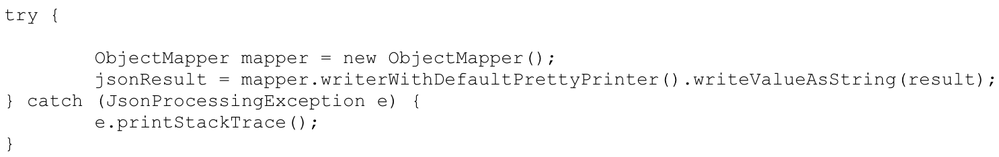 try {
        ObjectMapper mapper = new ObjectMapper();
        jsonResult = mapper.writerWithDefaultPrettyPrinter().writeValueAsString(result);
} catch (JsonProcessingException e) {
        e.printStackTrace();
}